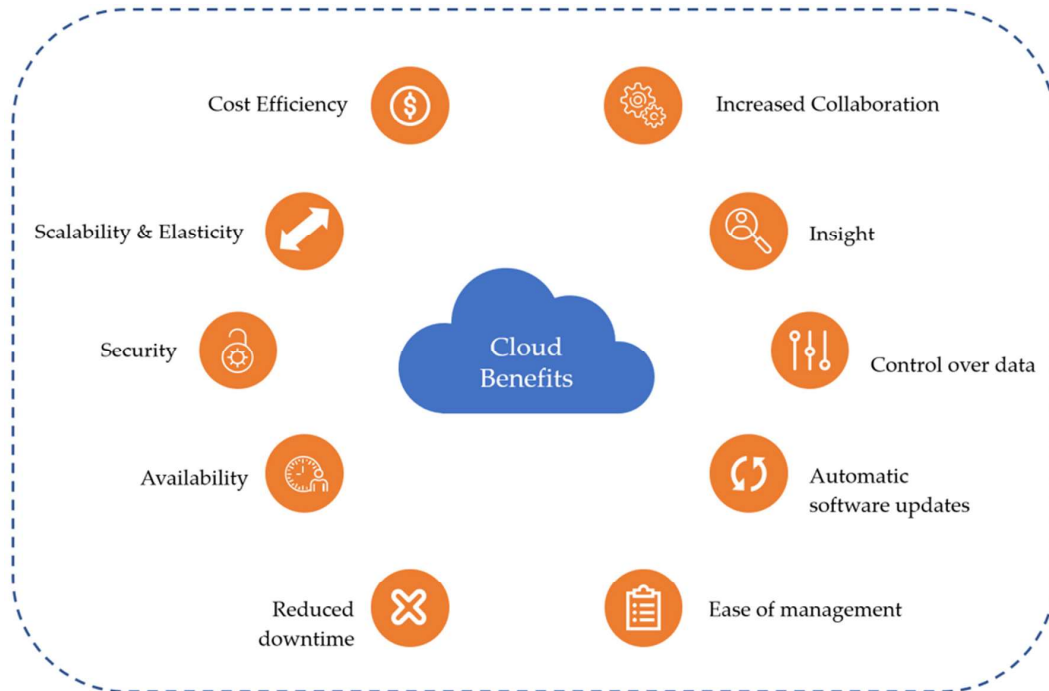 Cost Efficiency
Increased Collaboration
Scalability & Elasticity
Insight
Cloud
Benefits
Security
Control over data
Availability
Automatic
software updates
Reduced
downtime
Ease of management